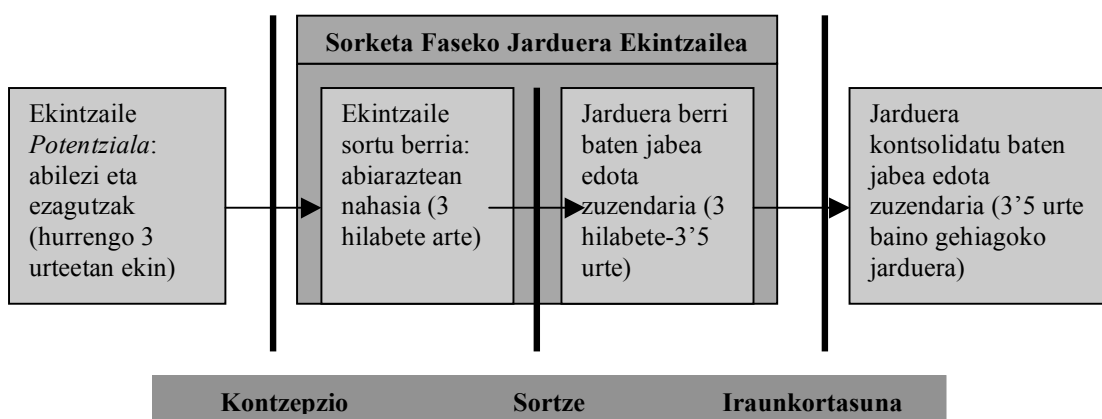 Sorketa Faseko Jarduera Ekintzailea
Ekintzaile
Potentziala:
abilezi eta
ezagutzak
(hurrengo 3
urteetan ekin)
Ekintzaile
sortu berria:
abiaraztean
nahasia (3
hilabete arte)
Jarduera berri
baten jabea
edota
zuzendaria (3
hilabete-3’5
urte)
Jarduera
kontsolidatu baten
jabea edota
zuzendaria (3’5 urte
baino gehiagoko
jarduera)
Kontzepzio Sortze Iraunkortasuna